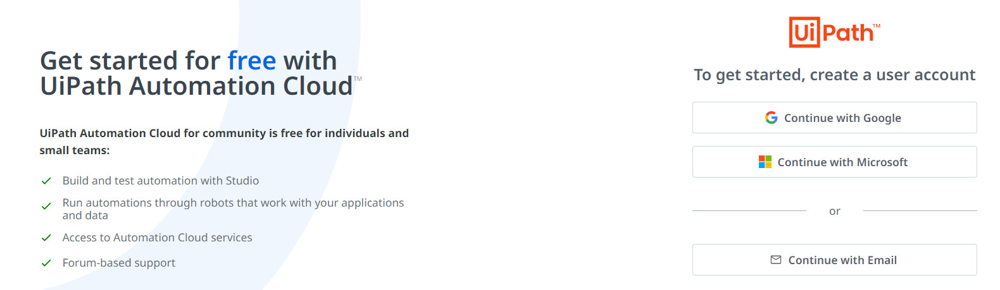 Get started for free with
UiPath Automation Cloud™
UiPath Automation Cloud for community is free for individuals and
small teams:
Build and test automation with Studio
Run automations through robots that work with your applications
and data
Access to Automation Cloud services
Forum-based support
UiPath™
To get started, create a user account
Continue with Google
Continue with Microsoft
or
Continue with Email